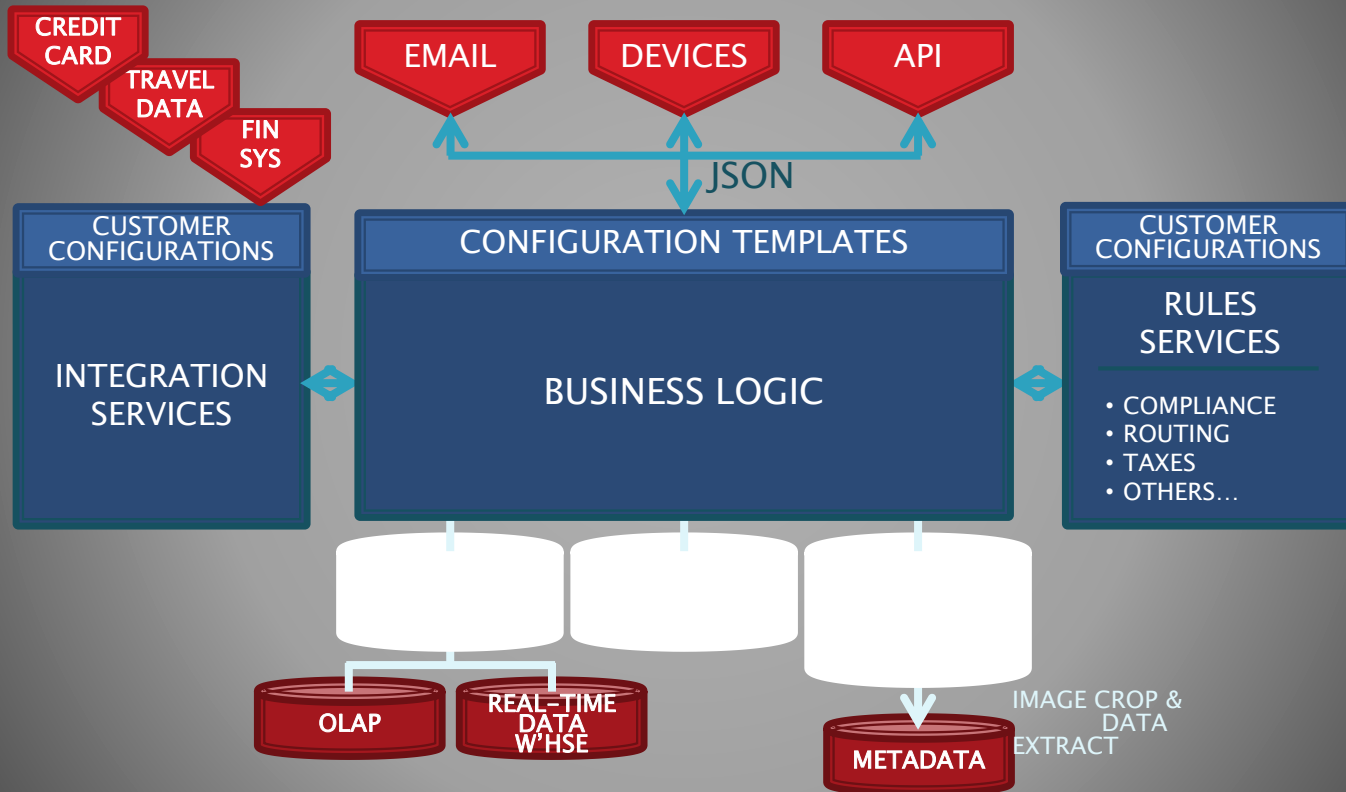 CREDIT
CARD
TRAVEL
DATA
FIN
SYS
EMAIL
DEVICES
API
JSON
CUSTOMER
CONFIGURATIONS
INTEGRATION
SERVICES
CONFIGURATION TEMPLATES
BUSINESS LOGIC
CUSTOMER
CONFIGURATIONS
RULES
SERVICES
• COMPLIANCE
• ROUTING
• TAXES
• OTHERS…
OLAP
REAL-TIME
DATA
W'HSE
METADATA
IMAGE CROP &
DATA
EXTRACT